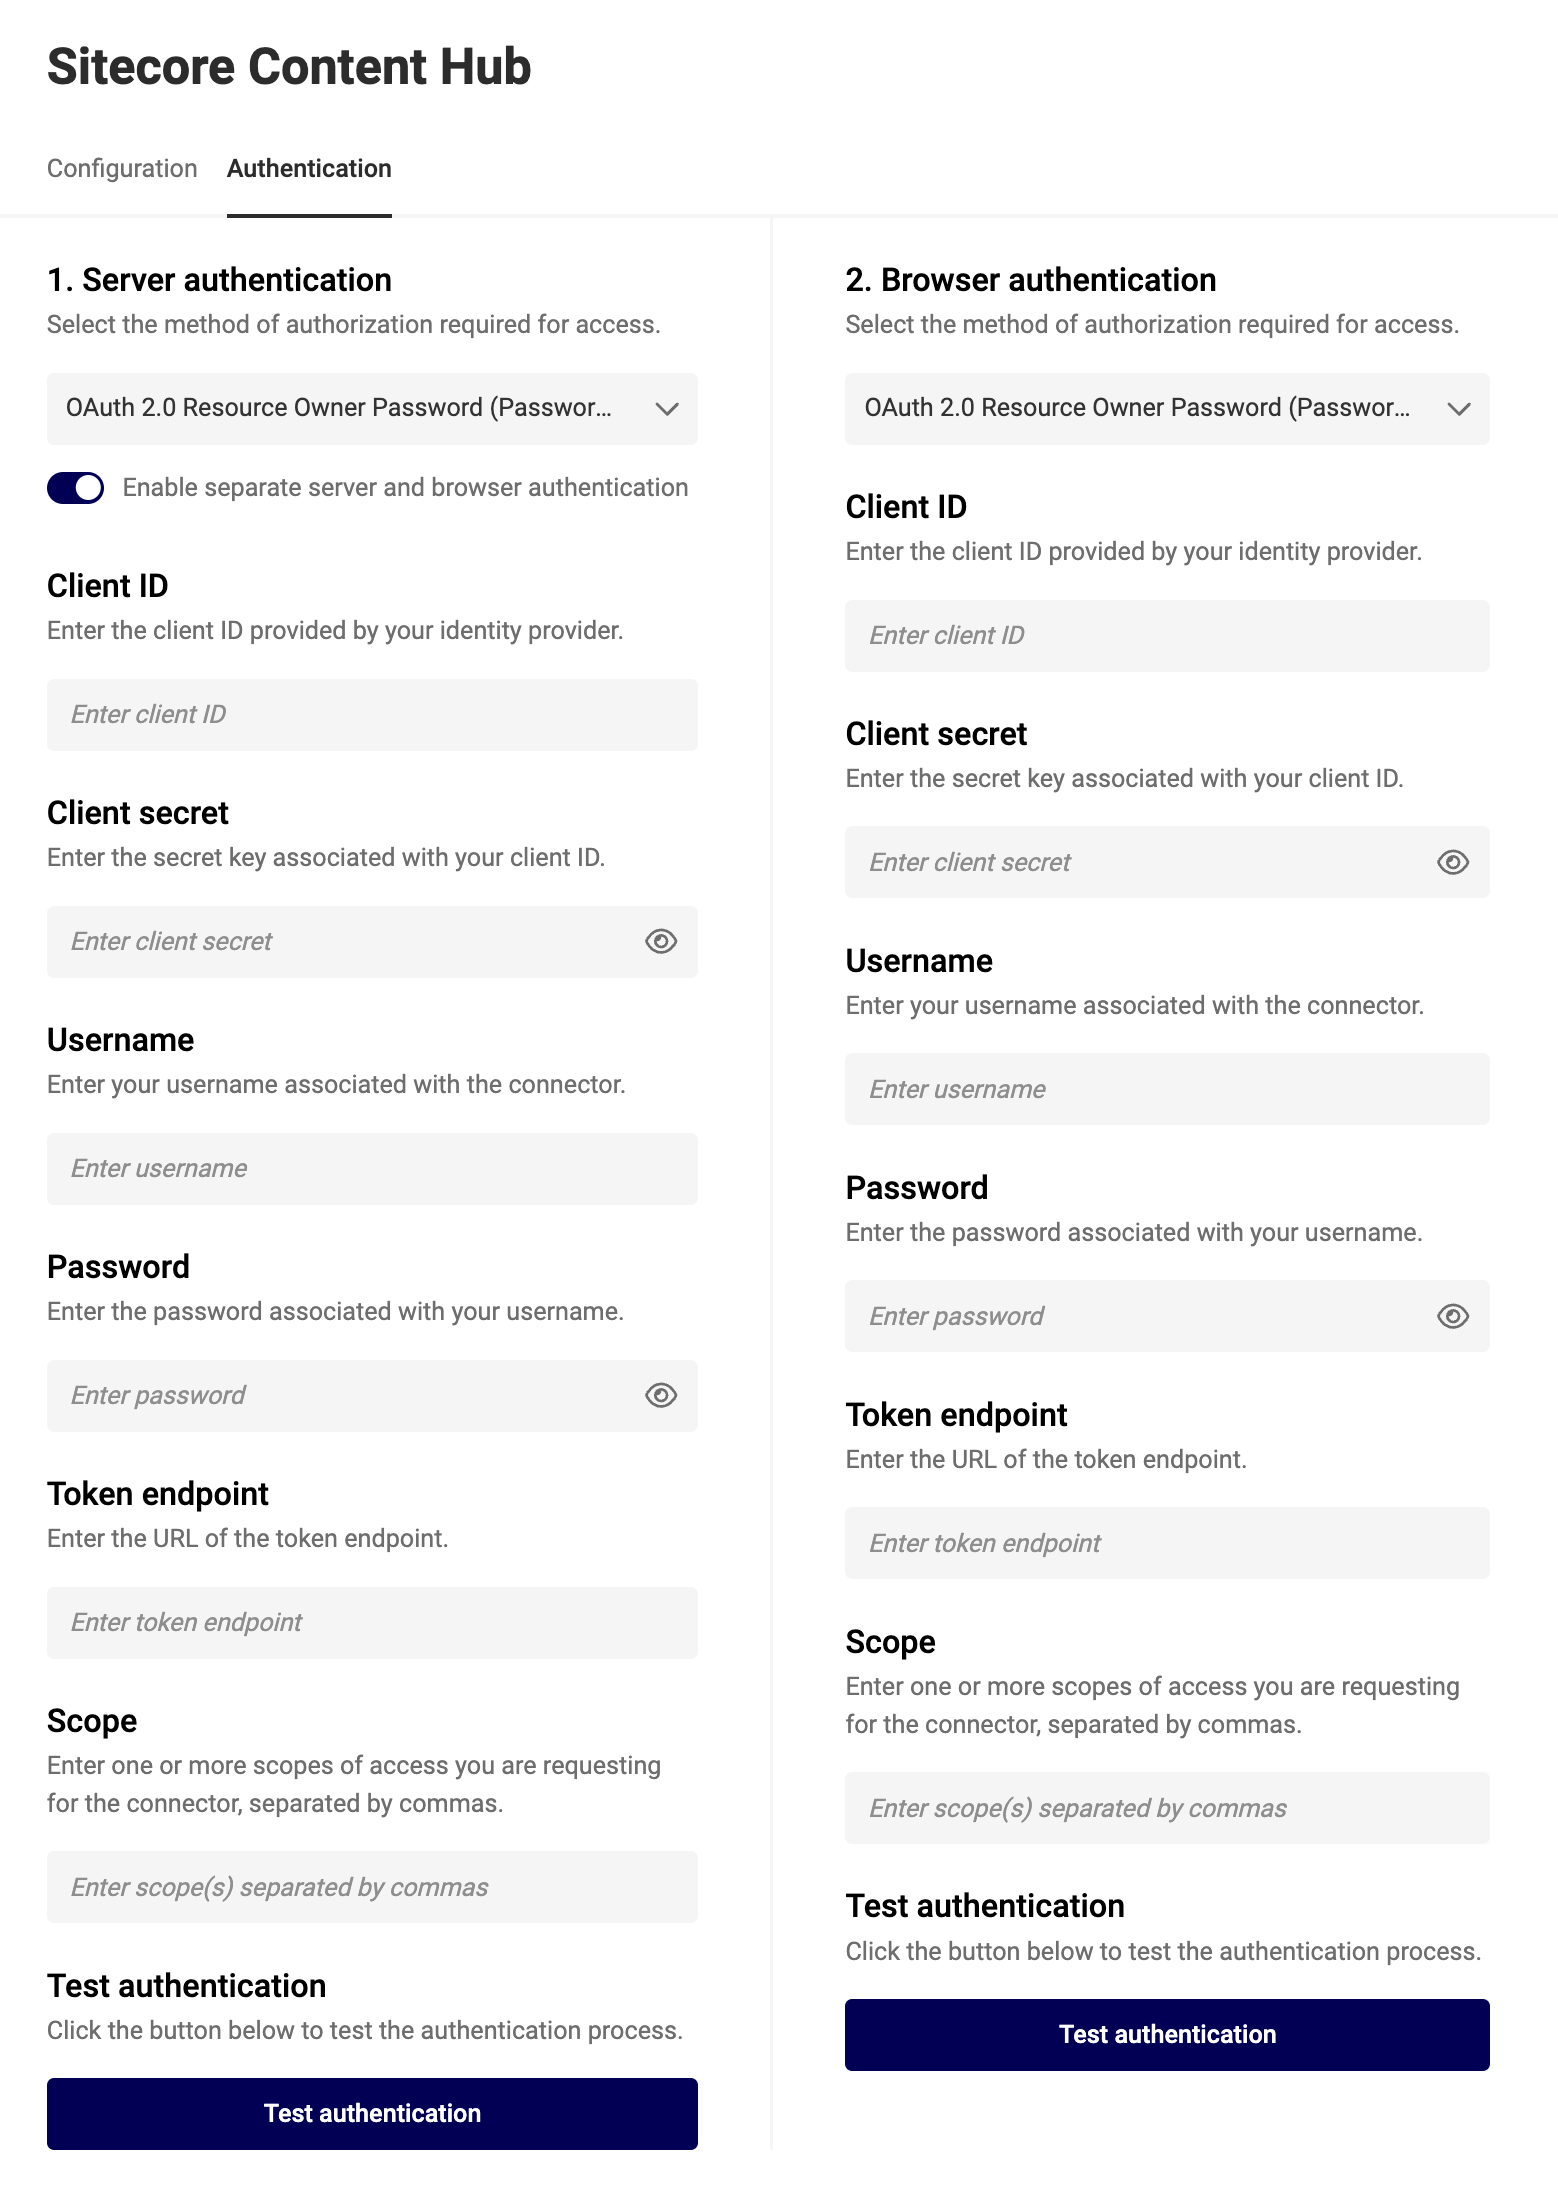 Sitecore Content Hub
Configuration
Authentication
1. Server authentication
Select the method of authorization required for access.
OAuth 2.0 Resource Owner Password (Passwor...
Enable separate server and browser authentication
Client ID
Enter the client ID provided by your identity provider.
Enter client ID
Client secret
Enter the secret key associated with your client ID.
Enter client secret
Username
Enter your username associated with the connector.
Enter username
Password
Enter the password associated with your username.
Enter password
Token endpoint
Enter the URL of the token endpoint.
Enter token endpoint
Scope
Enter one or more scopes of access you are requesting
for the connector, separated by commas.
Enter scope(s) separated by commas
Test authentication
Click the button below to test the authentication process.
Test authentication
2. Browser authentication
Select the method of authorization required for access.
OAuth 2.0 Resource Owner Password (Passwor...
Client ID
Enter the client ID provided by your identity provider.
Enter client ID
Client secret
Enter the secret key associated with your client ID.
Enter client secret
Username
Enter your username associated with the connector.
Enter username
Password
Enter the password associated with your username.
Enter password
Token endpoint
Enter the URL of the token endpoint.
Enter token endpoint
Scope
Enter one or more scopes of access you are requesting
for the connector, separated by commas.
Enter scope(s) separated by commas
Test authentication
Click the button below to test the authentication process.
Test authentication